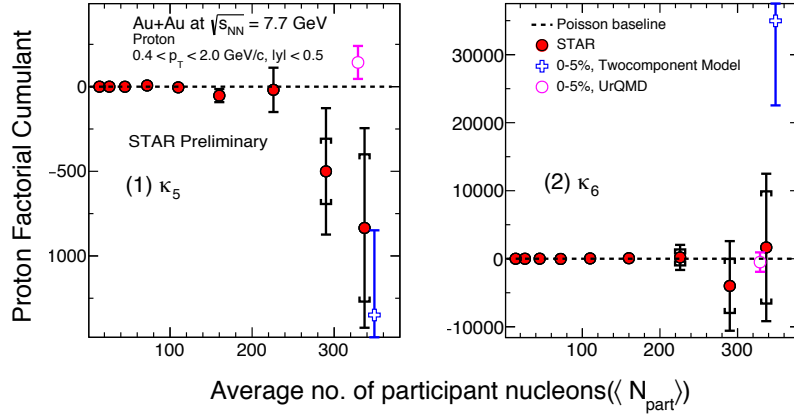 Au+Au at √sNN = 7.7 GeV
Proton
0.4 < pT < 2.0 GeV/c, |y| < 0.5
0
−500
1000
STAR Preliminary
(1) κ5
0 100 200 300
Proton Factorial Cumulant
Poisson baseline
STAR
0-5%, Twocomponent Model
0-5%, UrQMD
30000
20000
10000
0
-10000
(2) κ6
100 200 300
Average no. of participant nucleons(⟨ Npart⟩)